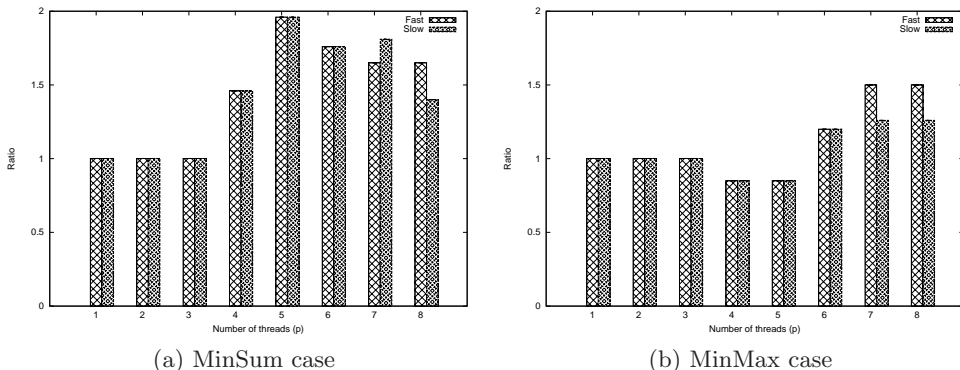 2
1.5
1
0.5
0
Ratio
Fast
Slow
1 2 3 4 5 6 7 8
Number of threads (p)
(a) MinSum case
2
1.5
1
0.5
0
Ratio
Fast
Slow
1 2 3 4 5 6 7 8
Number of threads (p)
(b) MinMax case